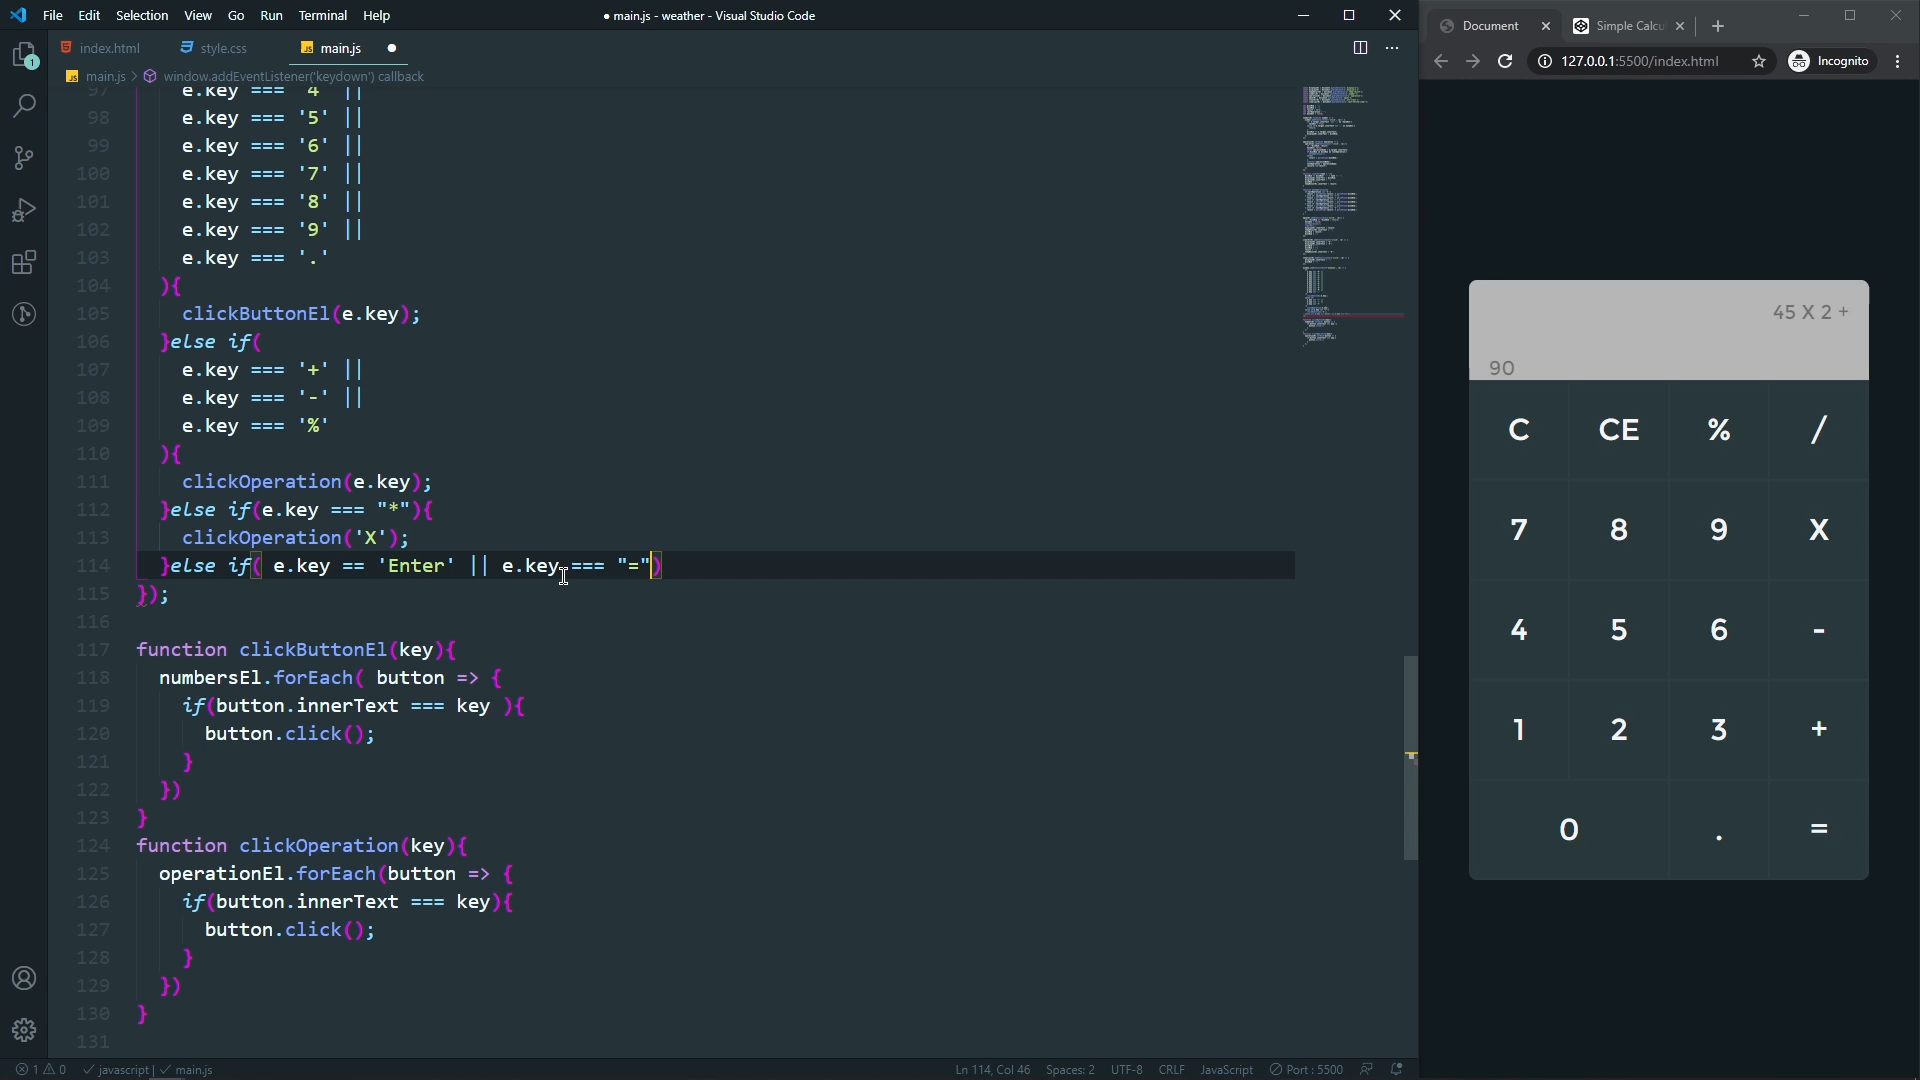 File Edit Selection View Go Run Terminal Help
● main.js - weather - Visual Studio Code
index.html style.css JS main.js
JS main.js > window.addEventListener('keydown') callback
97 e.key === '4' ||
98 e.key === '5' ||
99 e.key === '6' ||
100 e.key === '7' ||
101 e.key === '8' ||
102 e.key === '9' ||
103 e.key === '.'
104 ){
105 clickButtonEl(e.key);
106 }else if(
107 e.key === '+' ||
108 e.key === '-' ||
109 e.key === '%'
110 ){
111 clickOperation(e.key);
112 }else if(e.key === "*"){
113 clickOperation('X');
114 }else if( e.key == 'Enter' || e.key === "=")
115 });
116
117 function clickButtonEl(key){
118 numbersEl.forEach( button => {
119 if(button.innerText === key ){
120 button.click();
121 }
122 })
123 }
124 function clickOperation(key){
125 operationEl.forEach(button => {
126 if(button.innerText === key){
127 button.click();
128 }
129 })
130 }
131
1
1 0 javascript | main.js
Ln 114, Col 46 Spaces: 2 UTF-8 CRLF JavaScript Port : 5500
Document Simple Calcu
127.0.0.1:5500/index.html Incognito
45 X 2 +
90
C CE % /
7 8 9 X
4 5 6 -
1 2 3 +
0 . =